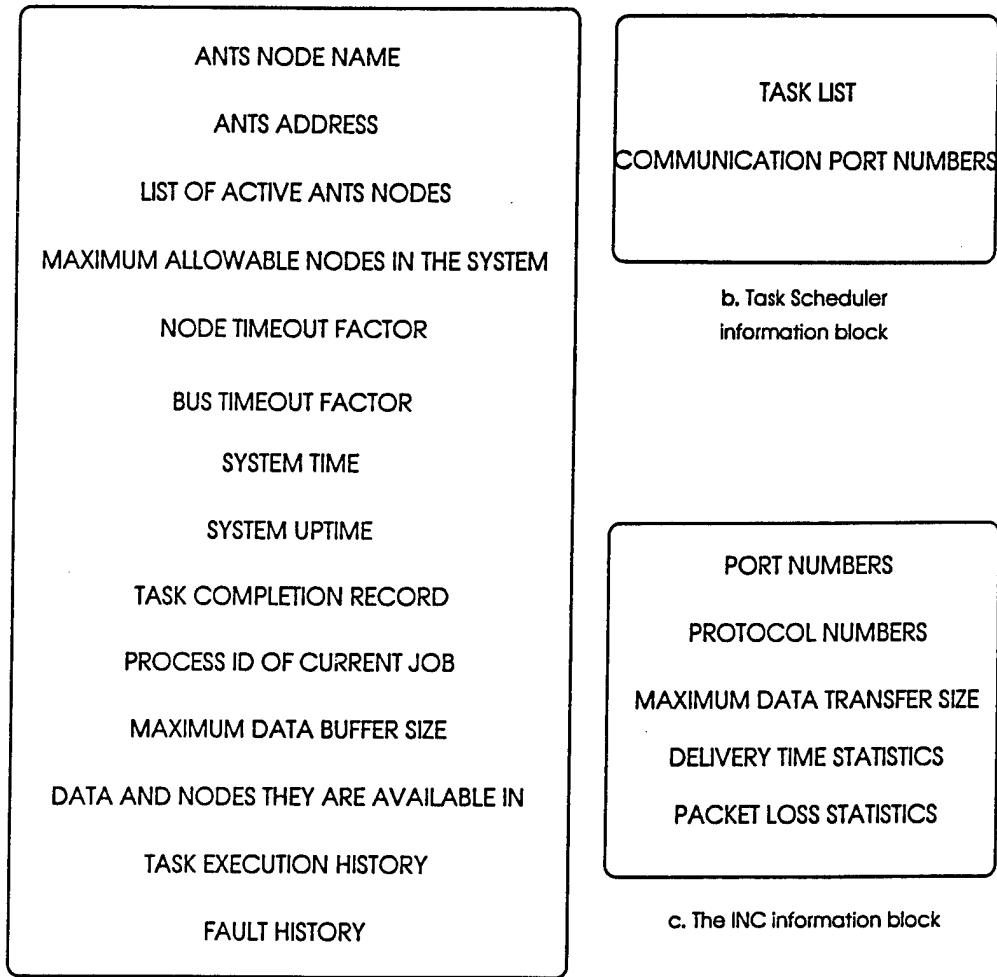 ANTS NODE NAME
ANTS ADDRESS
LIST OF ACTIVE ANTS NODES
MAXIMUM ALLOWABLE NODES IN THE SYSTEM
NODE TIMEOUT FACTOR
BUS TIMEOUT FACTOR
SYSTEM TIME
SYSTEM UPTIME
TASK COMPLETION RECORD
PROCESS ID OF CURRENT JOB
MAXIMUM DATA BUFFER SIZE
DATA AND NODES THEY ARE AVAILABLE IN
TASK EXECUTION HISTORY
FAULT HISTORY
TASK LIST
COMMUNICATION PORT NUMBERS
b. Task Scheduler
information block
PORT NUMBERS
PROTOCOL NUMBERS
MAXIMUM DATA TRANSFER SIZE
DELIVERY TIME STATISTICS
PACKET LOSS STATISTICS
c. The INC information block